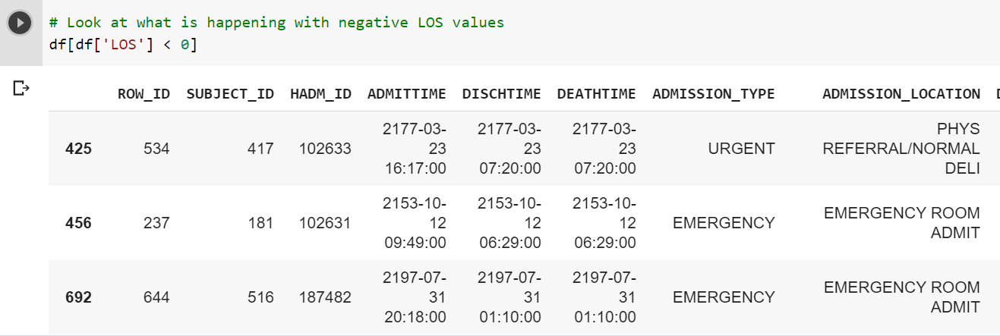 # Look at what is happening with negative LOS values
df[df['LOS'] < 0]
ROW_ID SUBJECT_ID HADM_ID ADMITTIME DISCHTIME DEATHTIME ADMISSION_TYPE ADMISSION_LOCATION
2177-03- 2177-03- 2177-03- PHYS
425 534 417 102633 23 23 23 URGENT REFERRAL/NORMAL
16:17:00 07:20:00 07:20:00 DELI
2153-10- 2153-10- 2153-10- EMERGENCY ROOM
456 237 181 102631 12 12 12 EMERGENCY ADMIT
09:49:00 06:29:00 06:29:00
2197-07- 2197-07- 2197-07- EMERGENCY ROOM
692 644 516 187482 31 31 31 EMERGENCY ADMIT
20:18:00 01:10:00 01:10:00